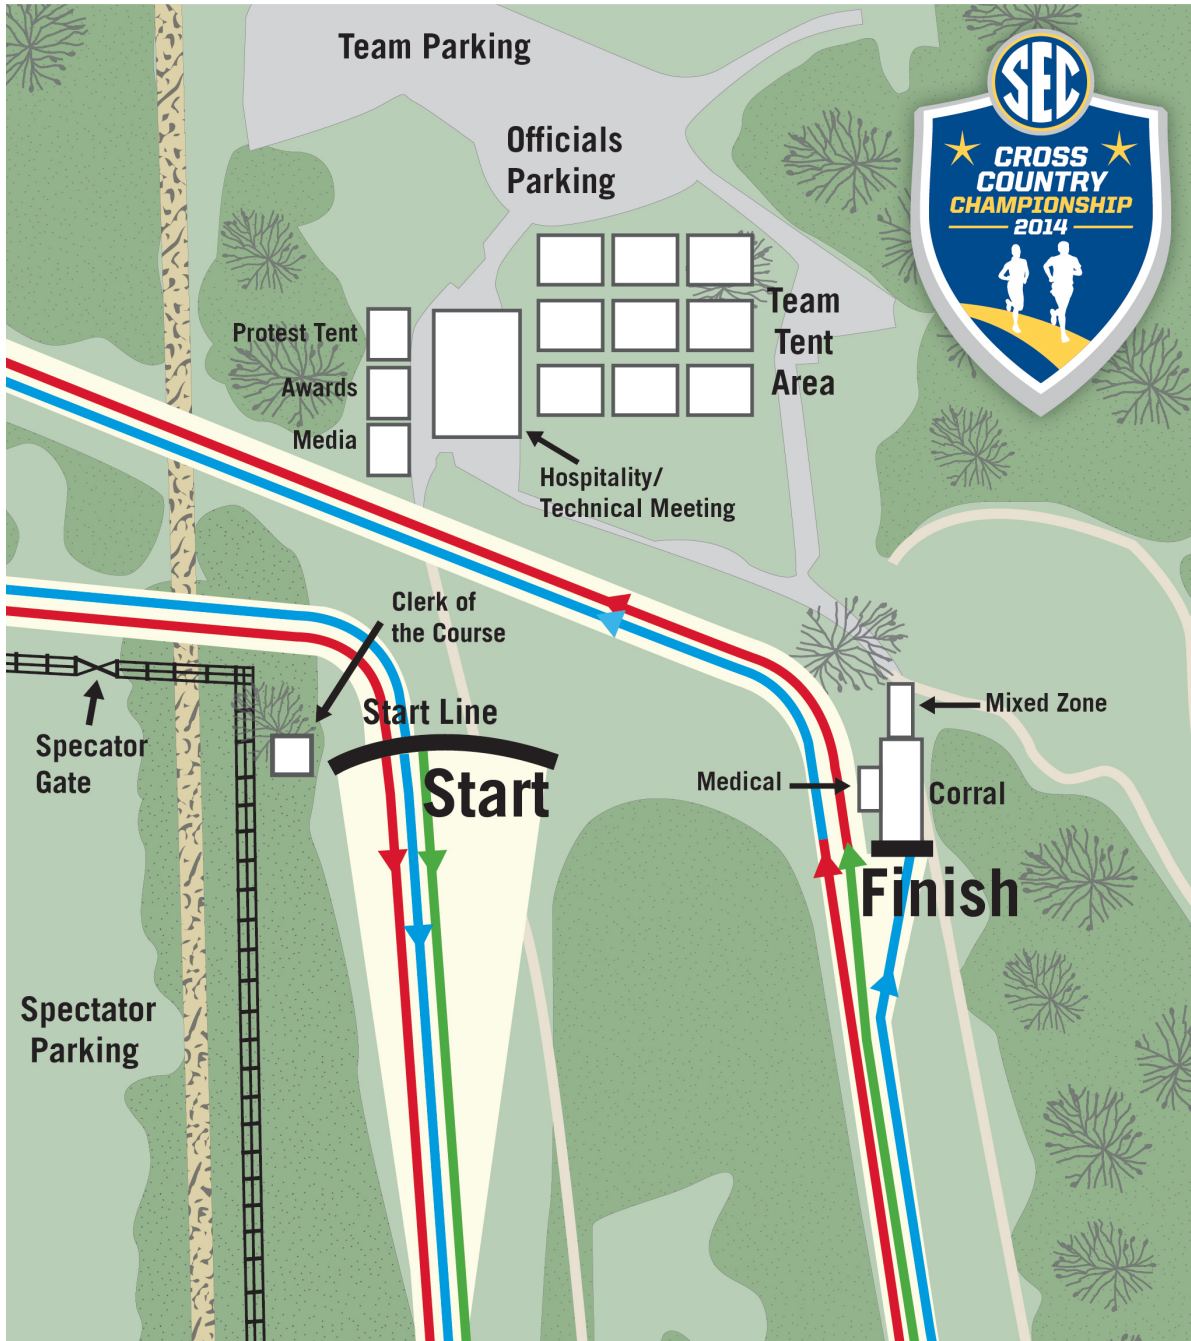 Team Parking
Officials
Parking
SEC
CROSS
COUNTRY
CHAMPIONSHIP
2014
Team
Tent
Area
Protest Tent
Awards
Media
Hospitality/
Technical Meeting
Clerk of
the Course
Start Line
Start
Specator
Gate
Mixed Zone
Medical
Corral
Finish
Spectator
Parking